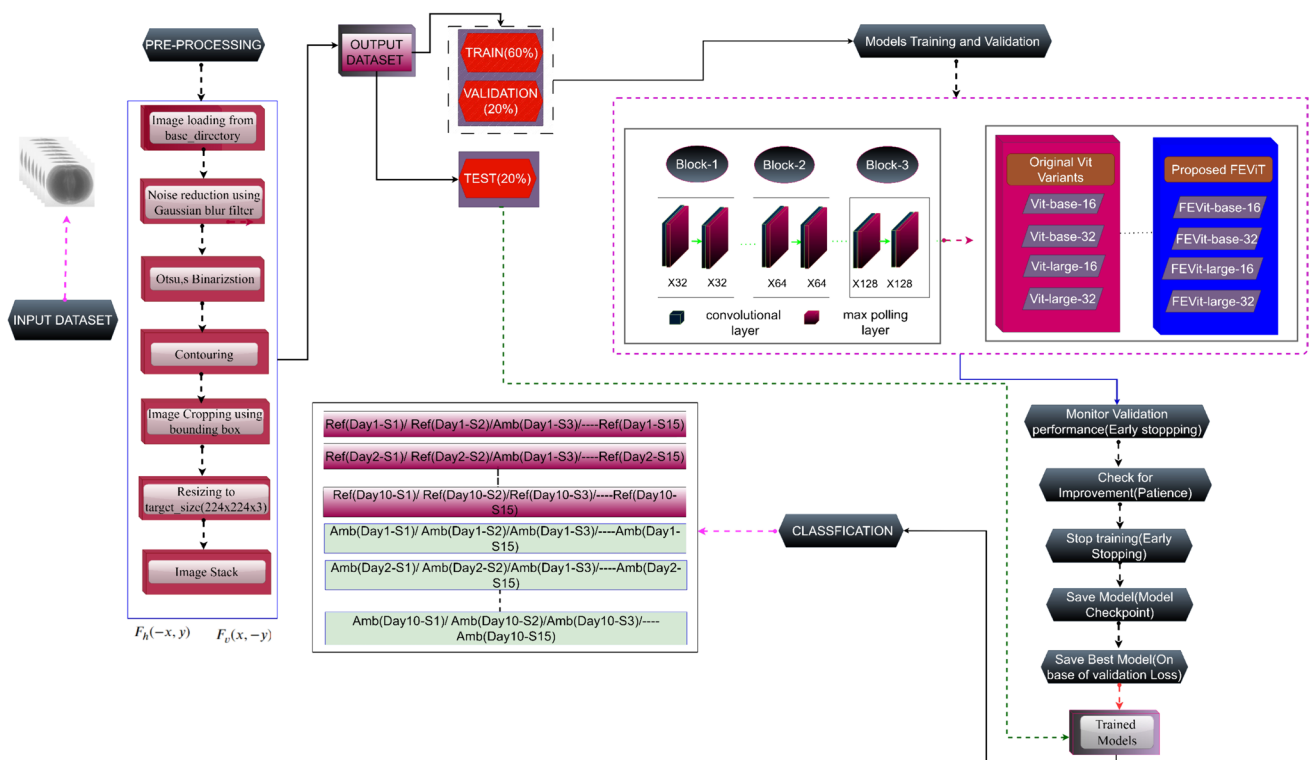 PRE-PROCESSING
Image loading from
base_directory
Noise reduction using
Gaussian blur filter
Otsu,s Binarizstion
Contouring
Image Cropping using
bounding box
Resizing to
target_size(224x224x3)
Image Stack
F_h(−x, y)
F_v(x, −y)
INPUT DATASET
OUTPUT
DATASET
TRAIN(60%)
VALIDATION
(20%)
TEST(20%)
Models Training and Validation
Block-1
Block-2
Block-3
X32
X32
X64
X64
X128
X128
convolutional
layer
max polling
layer
Original Vit
Variants
Vit-base-16
Vit-base-32
Vit-large-16
Vit-large-32
Proposed FEViT
FEVit-base-16
FEVit-base-32
FEVit-large-16
FEVit-large-32
Monitor Validation
performance(Early stoppping)
Check for
Improvement(Patience)
Stop training(Early
Stopping)
Save Model(Model
Checkpoint)
Save Best Model(On
base of validation Loss)
Trained
Models
CLASSFICATION
Ref(Day1-S1)/ Ref(Day1-S2)/Amb(Day1-S3)/----Ref(Day1-S15)
Ref(Day2-S1)/ Ref(Day2-S2)/Amb(Day1-S3)/----Ref(Day2-S15)
Ref(Day10-S1)/ Ref(Day10-S2)/Ref(Day10-S3)/----Ref(Day10-
S15)
Amb(Day1-S1)/ Amb(Day1-S2)/Amb(Day1-S3)/----Amb(Day1-
S15)
Amb(Day2-S1)/ Amb(Day2-S2)/Amb(Day1-S3)/----Amb(Day2-
S15)
Amb(Day10-S1)/ Amb(Day10-S2)/Amb(Day10-S3)/----
Amb(Day10-S15)